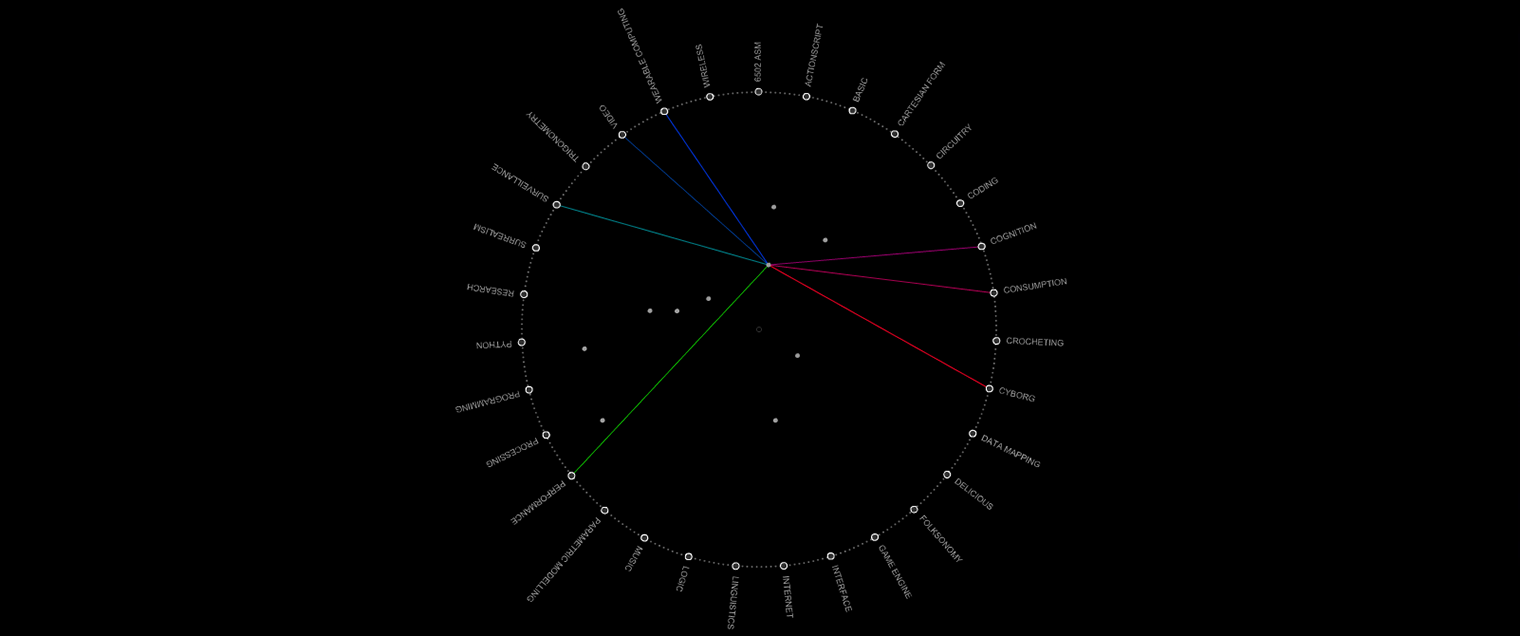 6502 ASM
ACTIONSCRIPT
BASIC
CARTESIAN FORM
CIRCUITRY
CODING
COGNITION
CONSUMPTION
CROCHETING
CYBORG
DATA MAPPING
DELICIOUS
FOLKSONOMY
GAME ENGINE
INTERFACE
INTERNET
LINGUISTICS
LOGIC
MUSIC
PARAMETRIC MODELLING
PERFORMANCE
PROCESSING
PROGRAMMING
PYTHON
RESEARCH
SURREALISM
SURVEILLANCE
TRIGONOMETRY
VIDEO
WEARABLE COMPUTING
WIRELESS